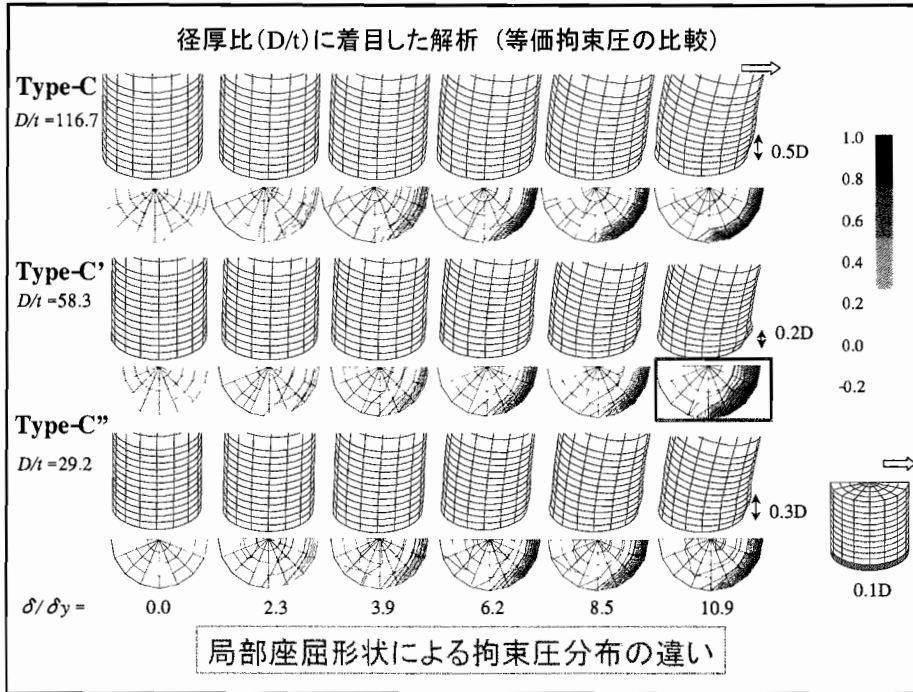 径厚比(D/t)に着目した解析 (等価拘束圧の比較)
Type-C
D/t =116.7
0.5D
1.0
0.8
0.6
0.4
0.2
0.0
-0.2
Type-C’
D/t =58.3
0.2D
Type-C”
D/t =29.2
0.3D
0.1D
δ/δy = 0.0 2.3 3.9 6.2 8.5 10.9
局部座屈形状による拘束圧分布の違い